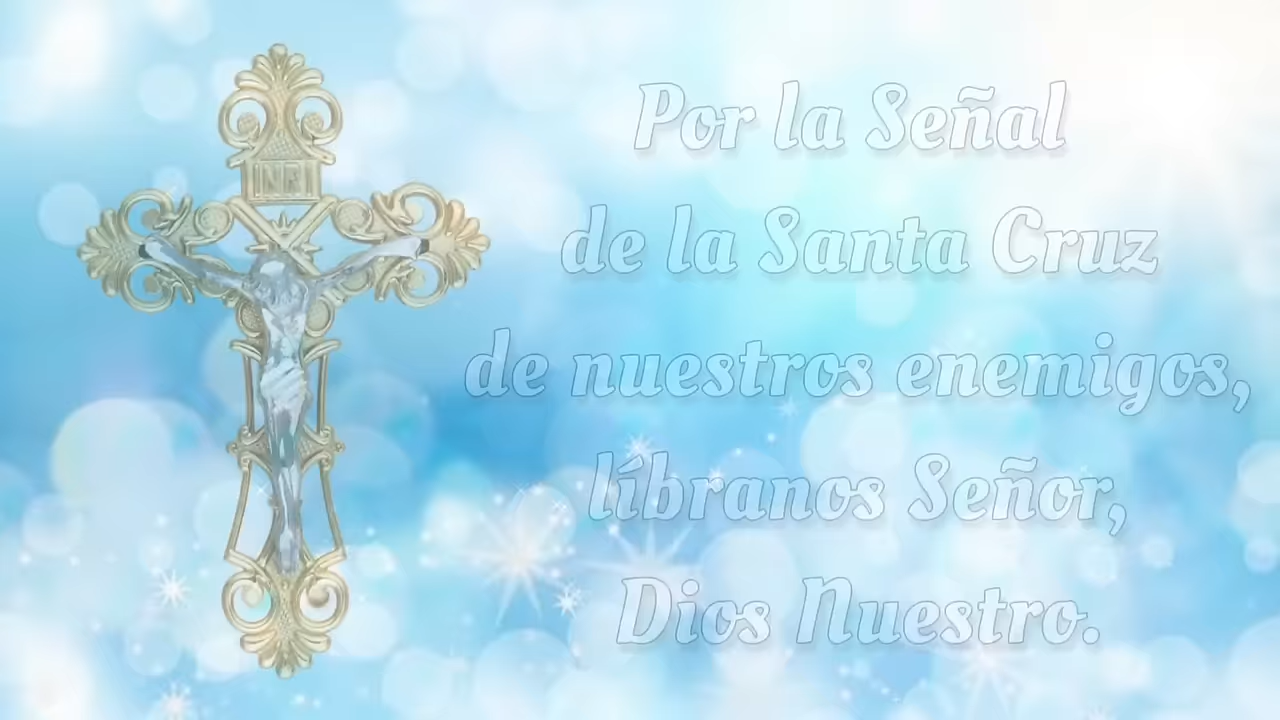 INRI
Por la Señal
de la Santa Cruz
de nuestros enemigos,
líbranos Señor,
Dios Nuestro.